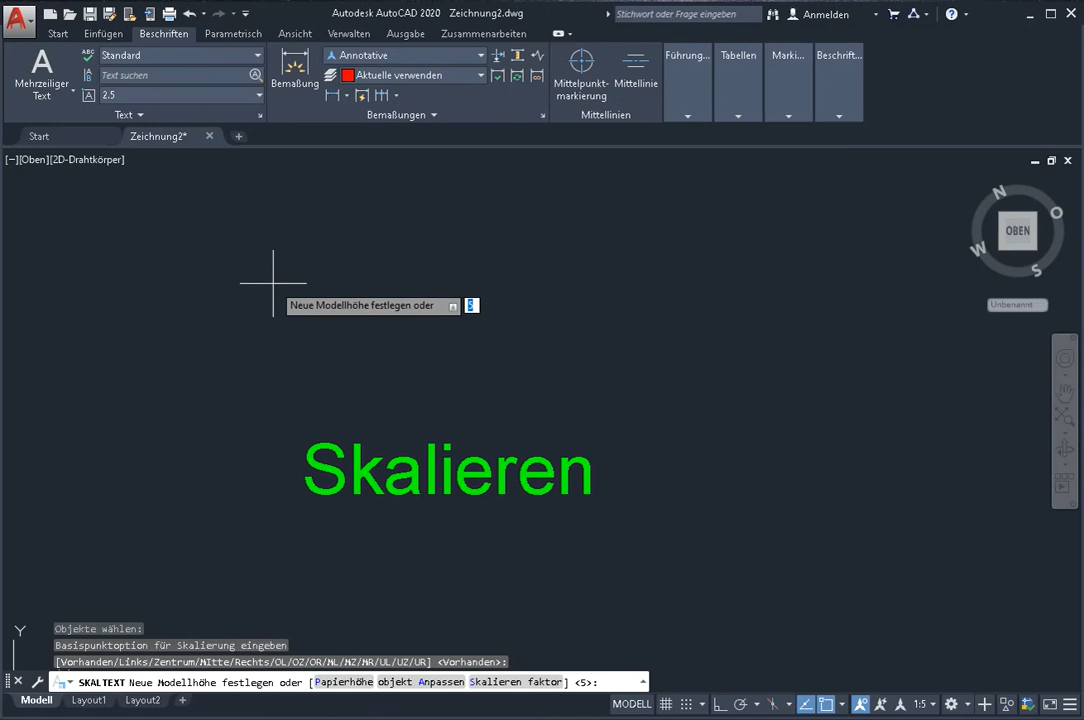 Autodesk AutoCAD 2020 Zeichnung2.dwg
Stichwort oder Frage eingeben
Anmelden
Start Einfügen Beschriften Parametrisch Ansicht Verwalten Ausgabe Zusammenarbeiten
Mehrzeiliger Text
ABC Standard
Text suchen
2.5
Text
Bemaßung
Annotative
Aktuelle verwenden
Bemaßungen
Mittelpunkt-markierung
Mittellinie
Mittellinien
Führung...
Tabellen
Marki...
Beschrift...
Start Zeichnung2*
[−][Oben][2D-Drahtkörper]
N
W OBEN O
S
Unbenannt
Neue Modellhöhe festlegen oder 5
Skalieren
Y
Objekte wählen:
Basispunktoption für Skalierung eingeben
[Vorhanden/Links/Zentrum/MItte/Rechts/OL/OZ/OR/ML/MZ/MR/UL/UZ/UR] <Vorhanden>:
SKALTEXT Neue Modellhöhe festlegen oder [Papierhöhe objekt Anpassen Skalieren faktor] <5>:
Modell Layout1 Layout2
MODELL 1:5